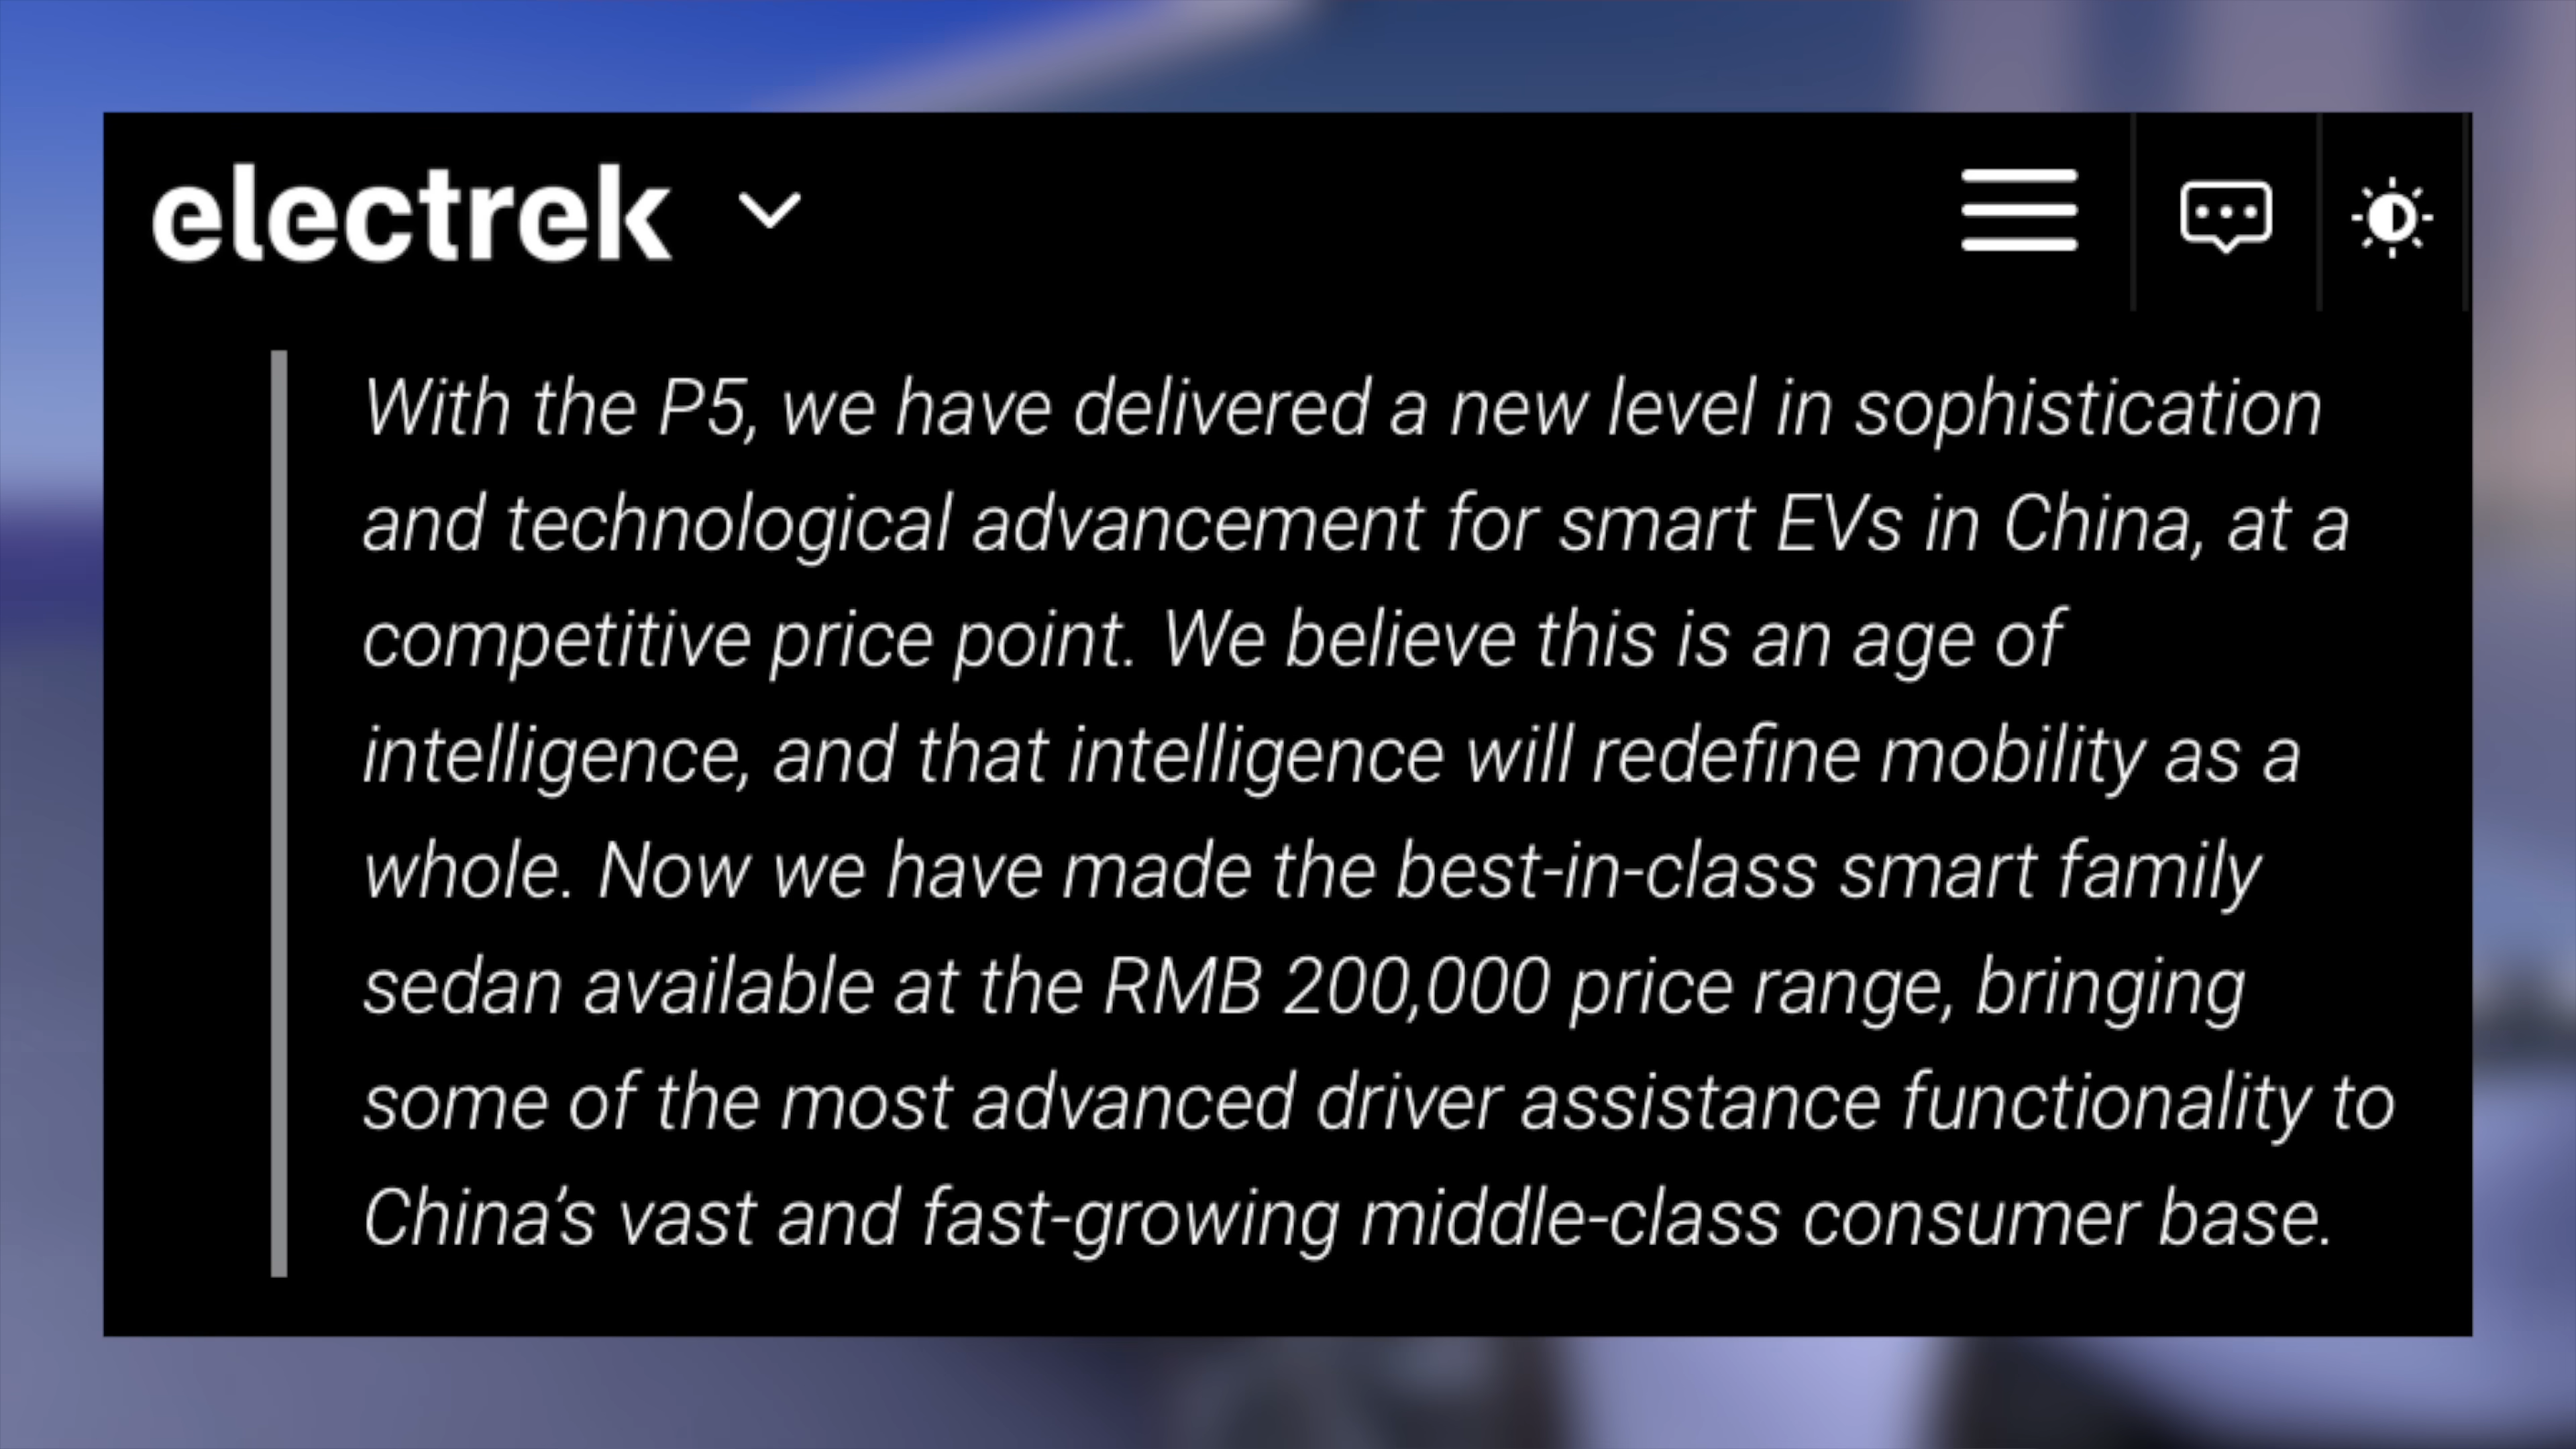 electrek
With the P5, we have delivered a new level in sophistication
and technological advancement for smart EVs in China, at a
competitive price point. We believe this is an age of
intelligence, and that intelligence will redefine mobility as a
whole. Now we have made the best-in-class smart family
sedan available at the RMB 200,000 price range, bringing
some of the most advanced driver assistance functionality to
China’s vast and fast-growing middle-class consumer base.